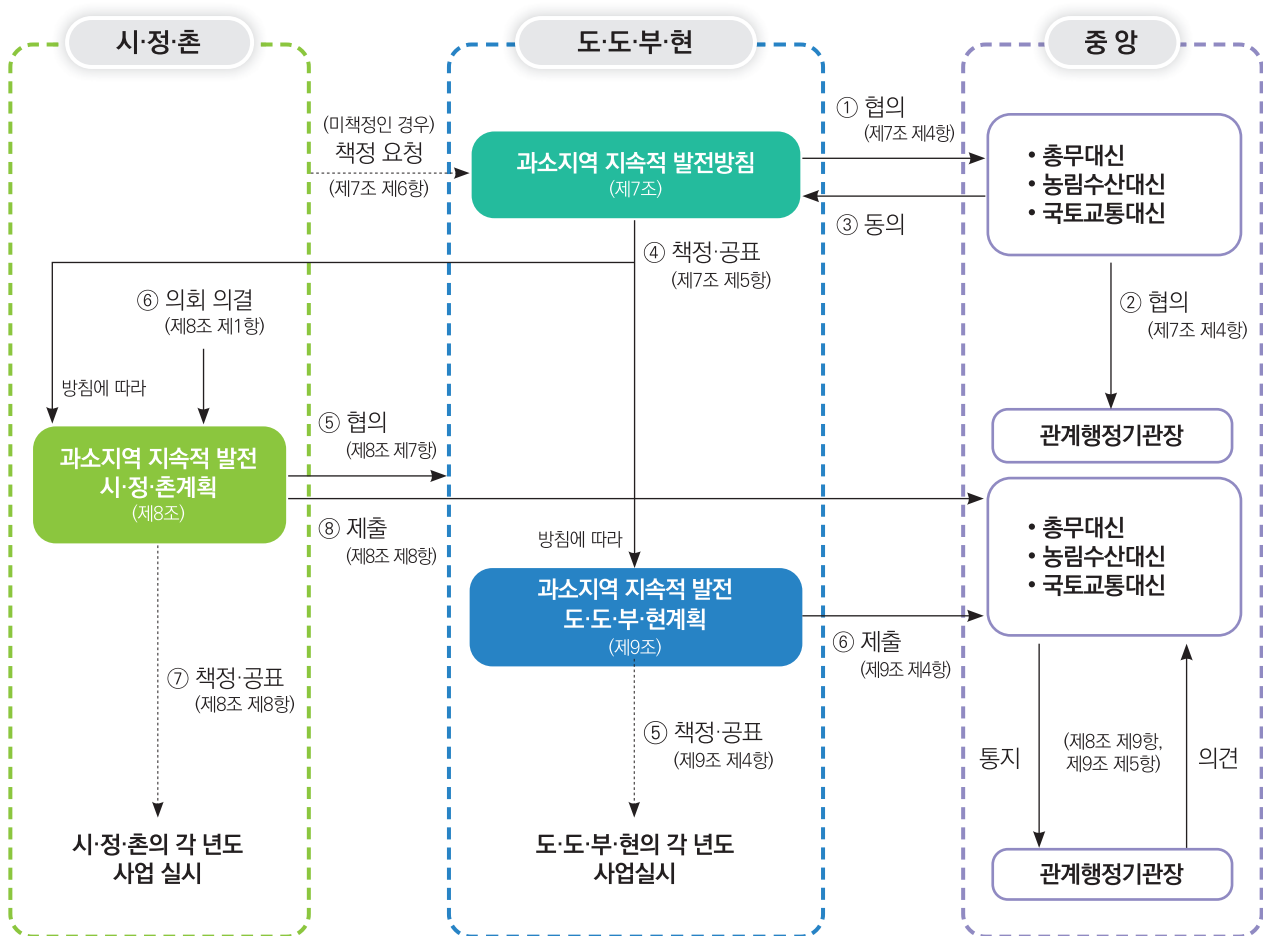 시·정·촌
도·도·부·현
중 앙
(미책정인 경우)
책정 요청
(제7조 제6항)
과소지역 지속적 발전방침
(제7조)
① 협의
(제7조 제4항)
③ 동의
• 총무대신
• 농림수산대신
• 국토교통대신
④ 책정·공표
(제7조 제5항)
② 협의
(제7조 제4항)
⑥ 의회 의결
(제8조 제1항)
방침에 따라
관계행정기관장
과소지역 지속적 발전
시·정·촌계획
(제8조)
⑤ 협의
(제8조 제7항)
⑧ 제출
(제8조 제8항)
방침에 따라
• 총무대신
• 농림수산대신
• 국토교통대신
과소지역 지속적 발전
도·도·부·현계획
(제9조)
⑥ 제출
(제9조 제4항)
⑦ 책정·공표
(제8조 제8항)
⑤ 책정·공표
(제9조 제4항)
통지
(제8조 제9항,
제9조 제5항)
의견
시·정·촌의 각 년도
사업 실시
도·도·부·현의 각 년도
사업실시
관계행정기관장